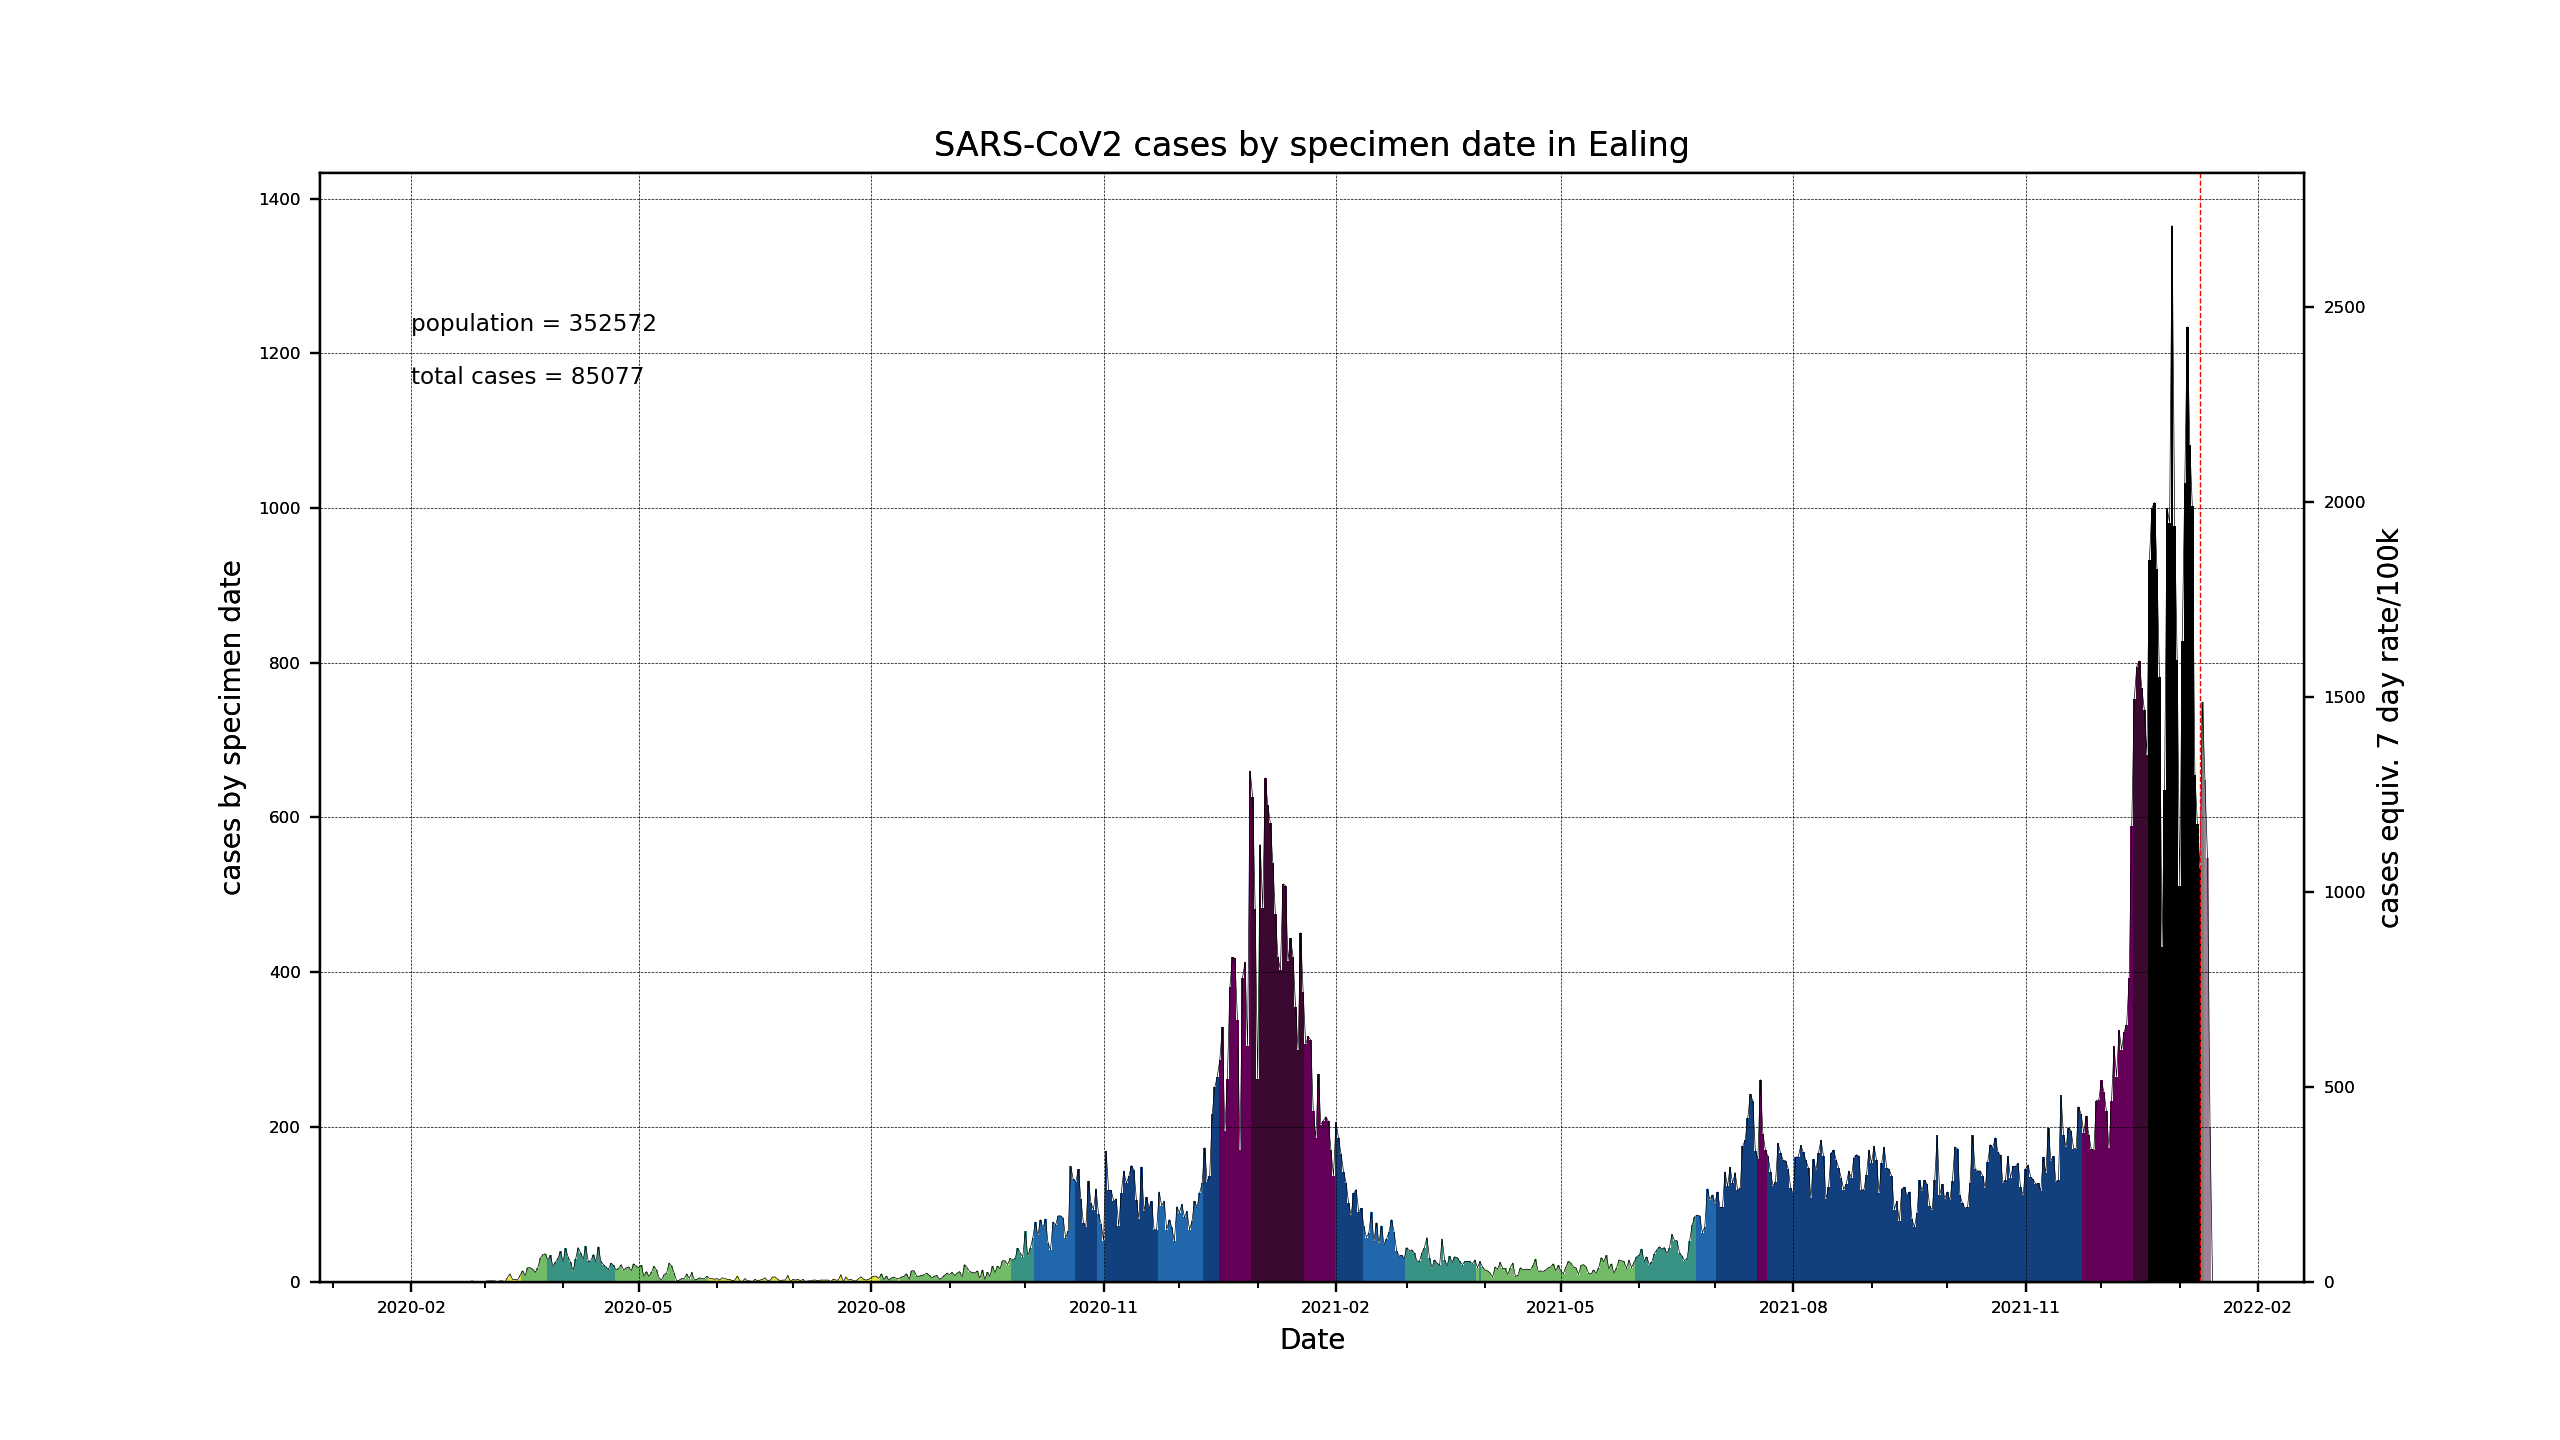 SARS-CoV2 cases by specimen date in Ealing
population = 352572
total cases = 85077
cases by specimen date
1400
1200
1000
800
600
400
200
0
cases equiv. 7 day rate/100k
2500
2000
1500
1000
500
0
2020-02 2020-05 2020-08 2020-11 2021-02 2021-05 2021-08 2021-11 2022-02
Date